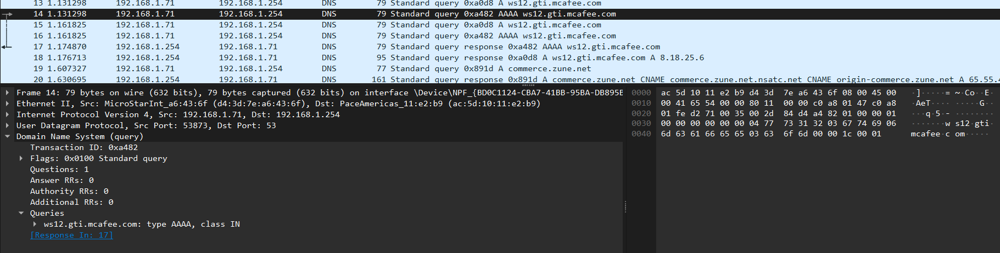 13 1.131298 192.168.1.71 192.168.1.254 DNS 79 Standard query 0xa0d8 A ws12.gti.mcafee.com
14 1.131298 192.168.1.71 192.168.1.254 DNS 79 Standard query 0xa482 AAAA ws12.gti.mcafee.com
15 1.161825 192.168.1.71 192.168.1.254 DNS 79 Standard query 0xa0d8 A ws12.gti.mcafee.com
16 1.161825 192.168.1.71 192.168.1.254 DNS 79 Standard query 0xa482 AAAA ws12.gti.mcafee.com
17 1.174870 192.168.1.254 192.168.1.71 DNS 79 Standard query response 0xa482 AAAA ws12.gti.mcafee.com
18 1.176713 192.168.1.254 192.168.1.71 DNS 95 Standard query response 0xa0d8 A ws12.gti.mcafee.com A 8.18.25.6
19 1.607327 192.168.1.71 192.168.1.254 DNS 77 Standard query 0x891d A commerce.zune.net
20 1.630695 192.168.1.254 192.168.1.71 DNS 161 Standard query response 0x891d A commerce.zune.net CNAME commerce.zune.net.nsatc.net CNAME origin-commerce.zune.net A 65.55.4
Frame 14: 79 bytes on wire (632 bits), 79 bytes captured (632 bits) on interface \Device\NPF_{BD0C1124-CBA7-41BB-95BA-DB895B
Ethernet II, Src: MicroStarInt_a6:43:6f (d4:3d:7e:a6:43:6f), Dst: PaceAmericas_11:e2:b9 (ac:5d:10:11:e2:b9)
Internet Protocol Version 4, Src: 192.168.1.71, Dst: 192.168.1.254
User Datagram Protocol, Src Port: 53873, Dst Port: 53
Domain Name System (query)
Transaction ID: 0xa482
Flags: 0x0100 Standard query
Questions: 1
Answer RRs: 0
Authority RRs: 0
Additional RRs: 0
Queries
ws12.gti.mcafee.com: type AAAA, class IN
[Response In: 17]
0000 ac 5d 10 11 e2 b9 d4 3d 7e a6 43 6f 08 00 45 00 ·]·····= ~·Co··E·
0010 00 41 65 54 00 00 80 11 00 00 c0 a8 01 47 c0 a8 ·AeT···· ·····G··
0020 01 fe d2 71 00 35 00 2d 84 d4 a4 82 01 00 00 01 ···q·5·- ········
0030 00 00 00 00 00 00 04 77 73 31 32 03 67 74 69 06 ·······w s12·gti·
0040 6d 63 61 66 65 65 03 63 6f 6d 00 00 1c 00 01 mcafee·c om·····